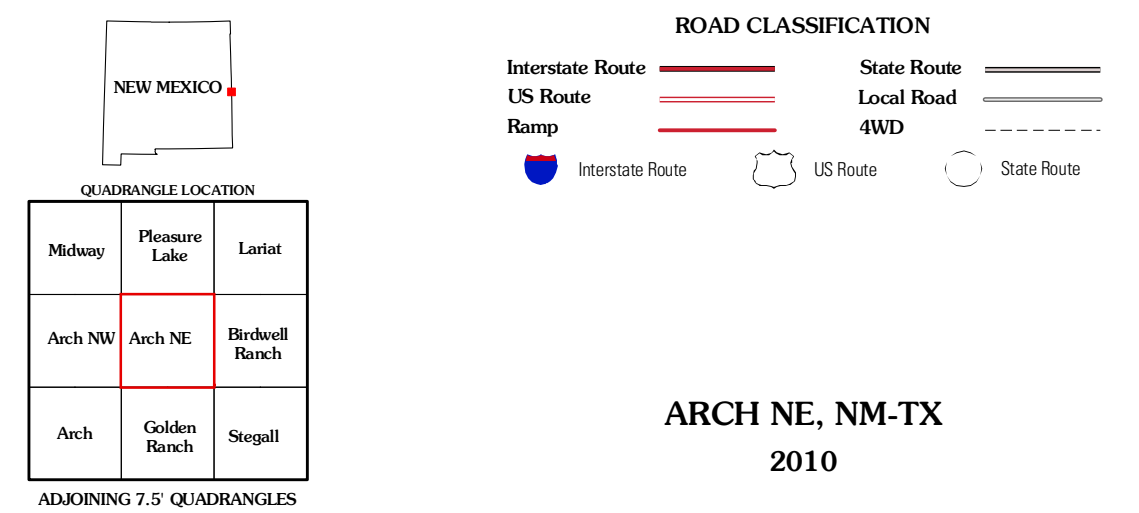 NEW MEXICO
QUADRANGLE LOCATION
Midway
Pleasure
Lake
Lariat
Arch NW
Arch NE
Birdwell
Ranch
Arch
Golden
Ranch
Stegall
ADJOINING 7.5' QUADRANGLES
ROAD CLASSIFICATION
Interstate Route
State Route
US Route
Local Road
Ramp
4WD
Interstate Route
US Route
State Route
ARCH NE, NM-TX
2010